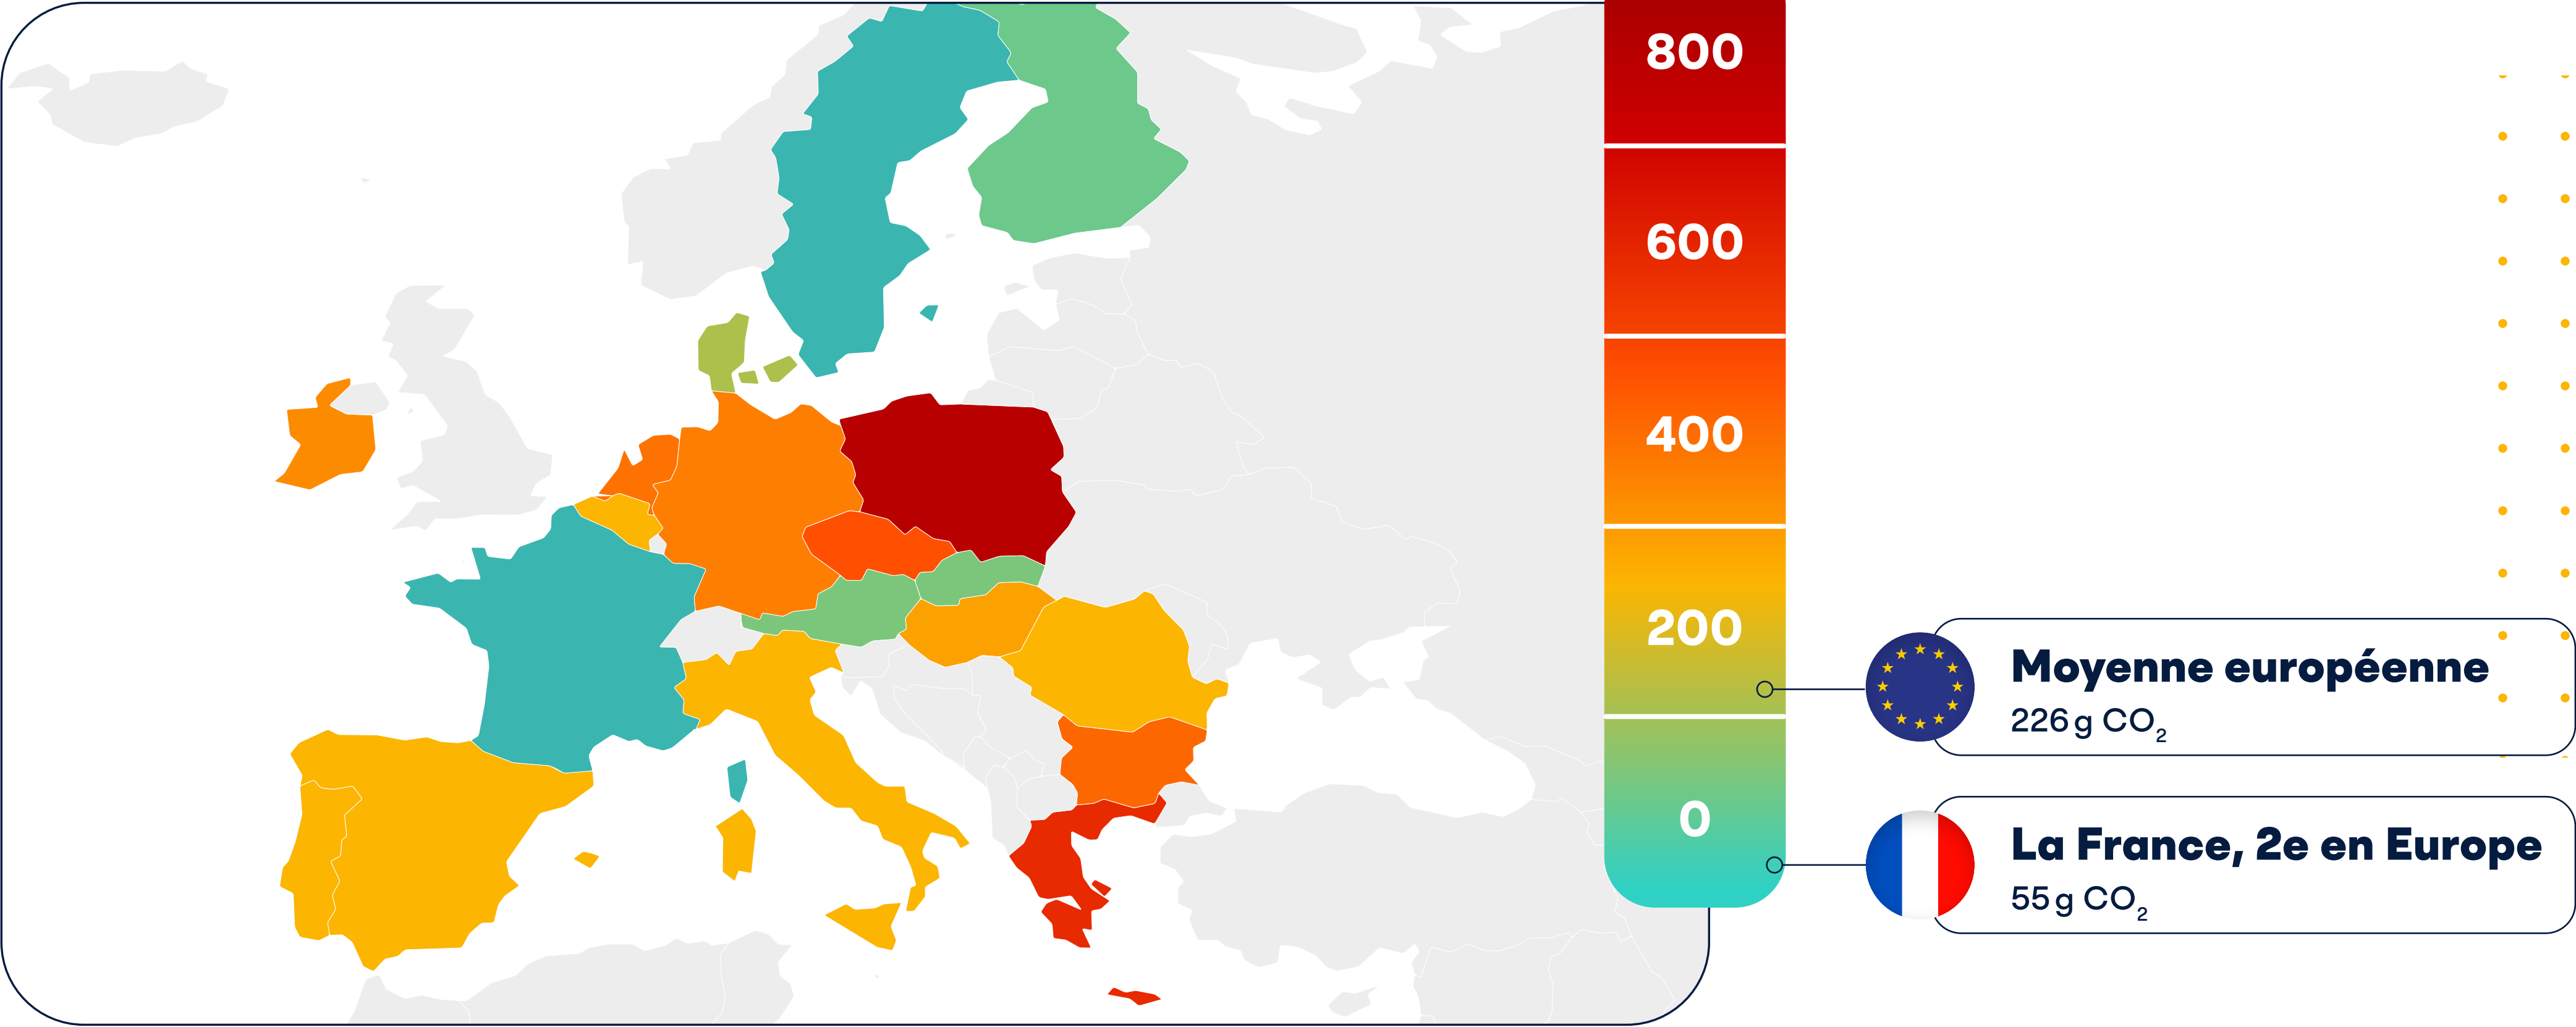 800
600
400
200
0
Moyenne européenne
226 g CO₂
La France, 2e en Europe
55 g CO₂